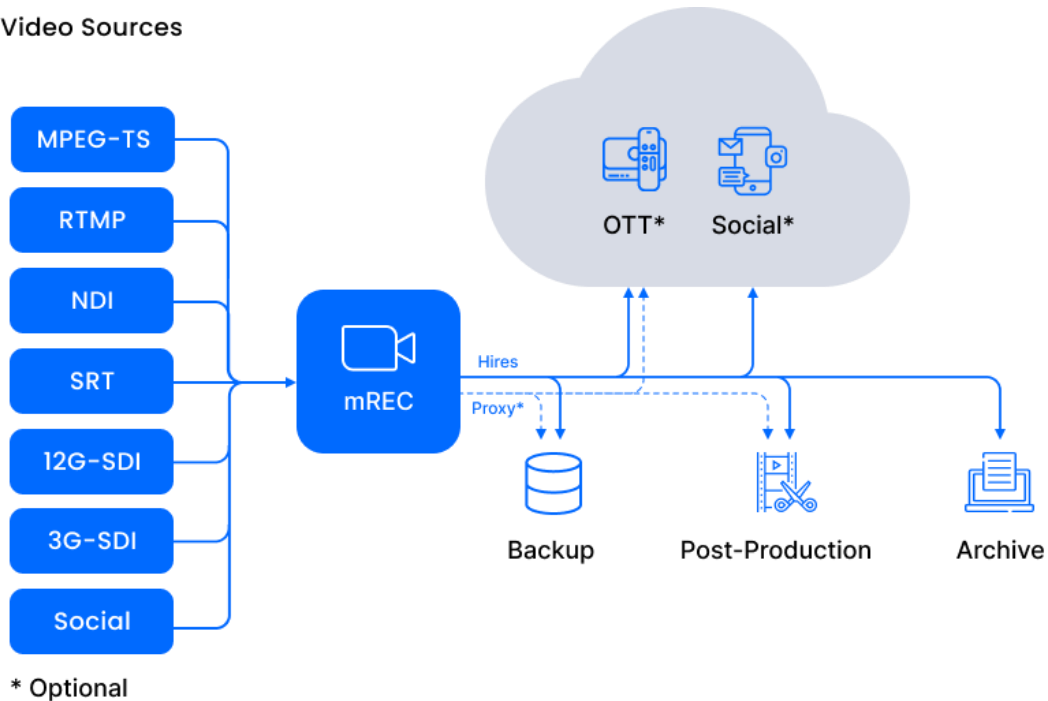 Video Sources
MPEG-TS
RTMP
NDI
SRT
12G-SDI
3G-SDI
Social
* Optional
mREC
Hires
Proxy*
OTT*
Social*
Backup
Post-Production
Archive